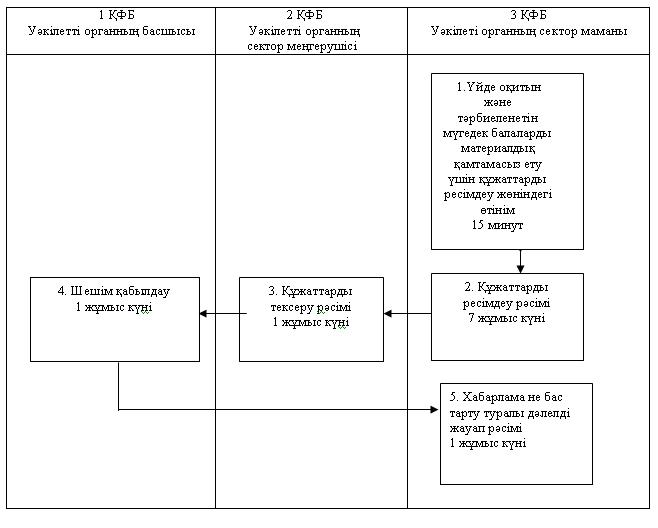 1 ҚФБ
Уәкілетті органның басшысы
2 ҚФБ
Уәкілетті органның
сектор меңгерушісі
3 ҚФБ
Уәкілеті органның сектор маманы
1.Үйде оқитын
және
тәрбиеленетін
мүгедек балаларды
материалдық
қамтамасыз ету
үшін құжаттарды
ресімдеу жөніндегі
өтінім
15 минут
2. Құжаттарды
ресімдеу рәсімі
7 жұмыс күні
3. Құжаттарды
тексеру рәсімі
1 жұмыс күні
4. Шешім қабылдау
1 жұмыс күні
5. Хабарлама не бас
тарту туралы дәлелді
жауап рәсімі
1 жұмыс күні